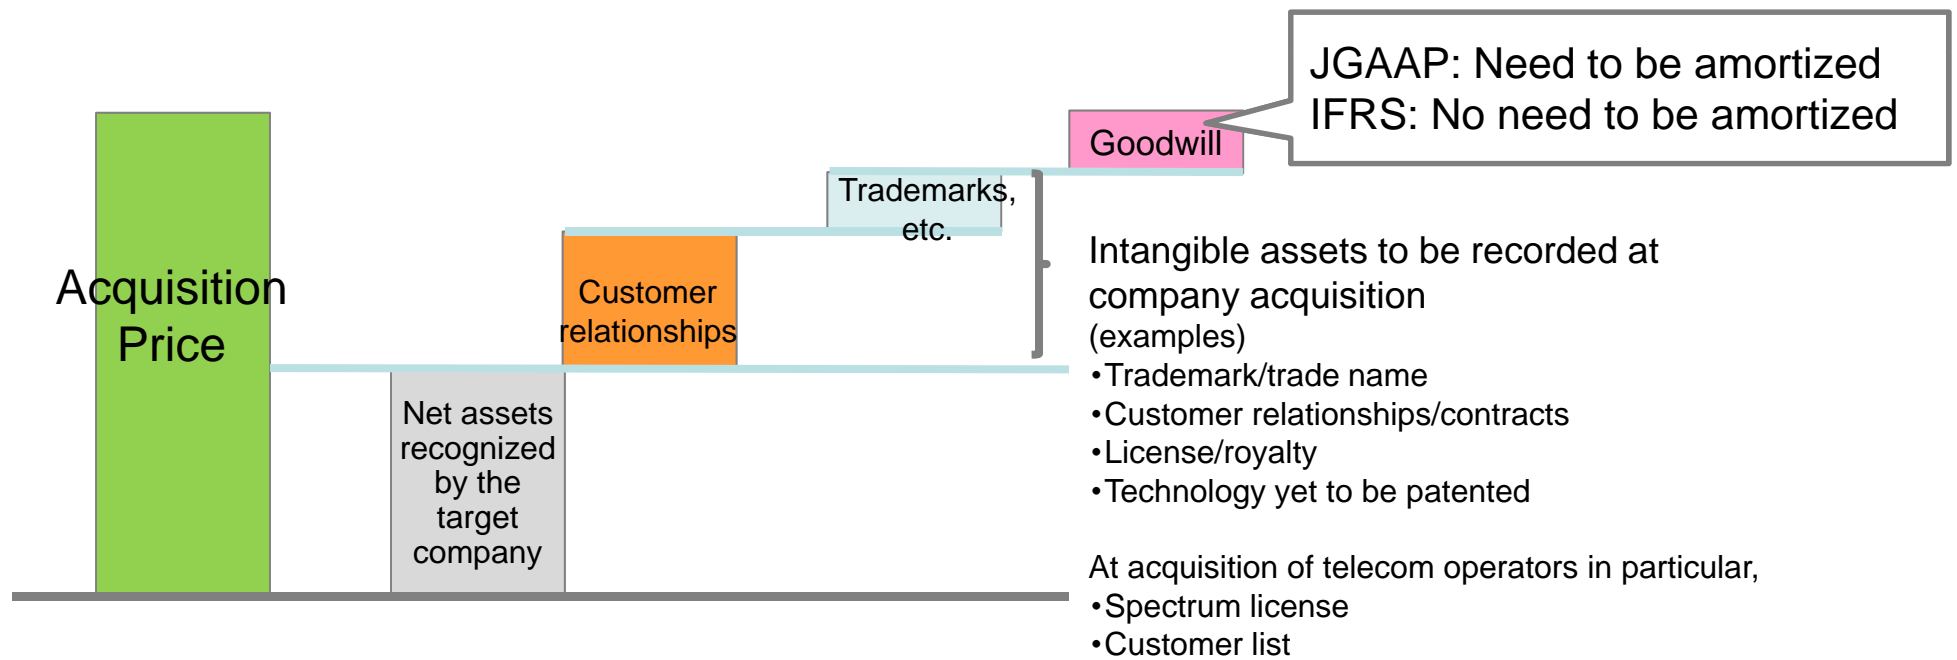 JGAAP: Need to be amortized
IFRS: No need to be amortized
Goodwill
Trademarks,
etc.
Customer
relationships
Acquisition
Price
Net assets
recognized
by the
target
company
Intangible assets to be recorded at
company acquisition
(examples)
・Trademark/trade name
・Customer relationships/contracts
・License/royalty
・Technology yet to be patented
At acquisition of telecom operators in particular,
・Spectrum license
・Customer list